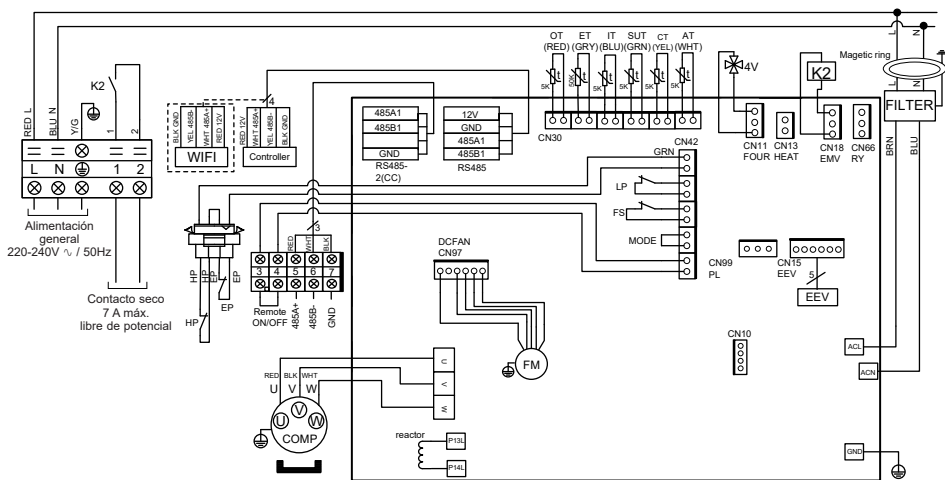 OT ET IT SUT CT AT
(RED) (GRY) (BLU) (GRN) (YEL) (WHT)
t t t t t t
5K 50K 5K 5K 5K 5K
CN30
4V
K2
L N
Magetic ring
L N
FILTER
BRN
BLU
K2
RED L
BLU N
Y/G
1
2
L N 1 2
Alimentación
general
220-240V ∿ / 50Hz
Contacto seco
7 A máx.
libre de potencial
BLK GND
YEL 485B-
WHT 485A+
RED 12V
WIFI
4
RED 12V
WHT 485A+
YEL 485B-
BLK GND
Controller
485A1
485B1
GND
RS485-
2(CC)
12V
GND
485A1
485B1
RS485
CN11
FOUR
CN13
HEAT
CN18
EMV
CN66
RY
CN42
GRN
LP
FS
MODE
CN99
PL
CN15
EEV
5
EEV
CN10
HP
HP
EP
EP
HP
EP
3
RED
WHT
BLK
3 4 5 6 7
Remote
ON/OFF
485A+
485B-
GND
DCFAN
CN97
FM
RED BLK WHT
U V W
U
V
W
COMP
U
V
W
reactor
P13L
P14L
ACL
ACN
GND